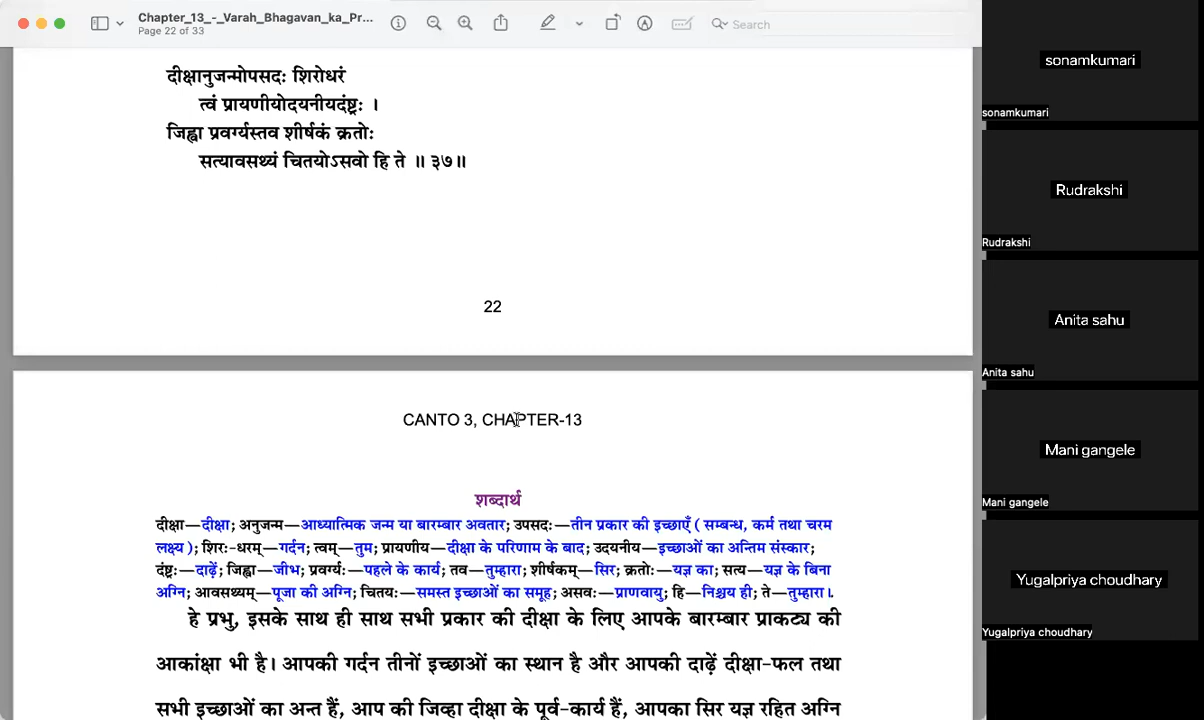 Chapter_13_-_Varah_Bhagavan_ka_Pr...
Page 22 of 33
Search
दीक्षानुजन्मोपसदः शिरोधरं
त्वं प्रायणीयोदयनीयदंष्ट्रः ।
जिह्वा प्रवर्ग्यस्तव शीर्षकं क्रतोः
सत्यावसथ्यं चितयोऽसवो हि ते ॥ ३७॥
22
CANTO 3, CHAPTER-13
शब्दार्थ
दीक्षा—दीक्षा; अनुजन्म—आध्यात्मिक जन्म या बारम्बार अवतार; उपसदः—तीन प्रकार की इच्छाएँ ( सम्बन्ध, कर्म तथा चरम
लक्ष्य ); शिरः-धरम्—गर्दन; त्वम्—तुम; प्रायणीय—दीक्षा के परिणाम के बाद; उदयनीय—इच्छाओं का अन्तिम संस्कार;
दंष्ट्रः—दाढ़ें; जिह्वा—जीभ; प्रवर्ग्यः—पहले के कार्य; तव—तुम्हारा; शीर्षकम्—सिर; क्रतोः—यज्ञ का; सत्य—यज्ञ के बिना
अग्नि; आवसथ्यम्—पूजा की अग्नि; चितयः—समस्त इच्छाओं का समूह; असवः—प्राणवायु; हि—निश्चय ही; ते—तुम्हारा।
हे प्रभु, इसके साथ ही साथ सभी प्रकार की दीक्षा के लिए आपके बारम्बार प्राकट्य की
आकांक्षा भी है। आपकी गर्दन तीनों इच्छाओं का स्थान है और आपकी दाढ़ें दीक्षा-फल तथा
सभी इच्छाओं का अन्त हैं, आप की जिव्हा दीक्षा के पूर्व-कार्य हैं, आपका सिर यज्ञ रहित अग्नि
sonamkumari
sonamkumari
Rudrakshi
Rudrakshi
Anita sahu
Anita sahu
Mani gangele
Mani gangele
Yugalpriya choudhary
Yugalpriya choudhary